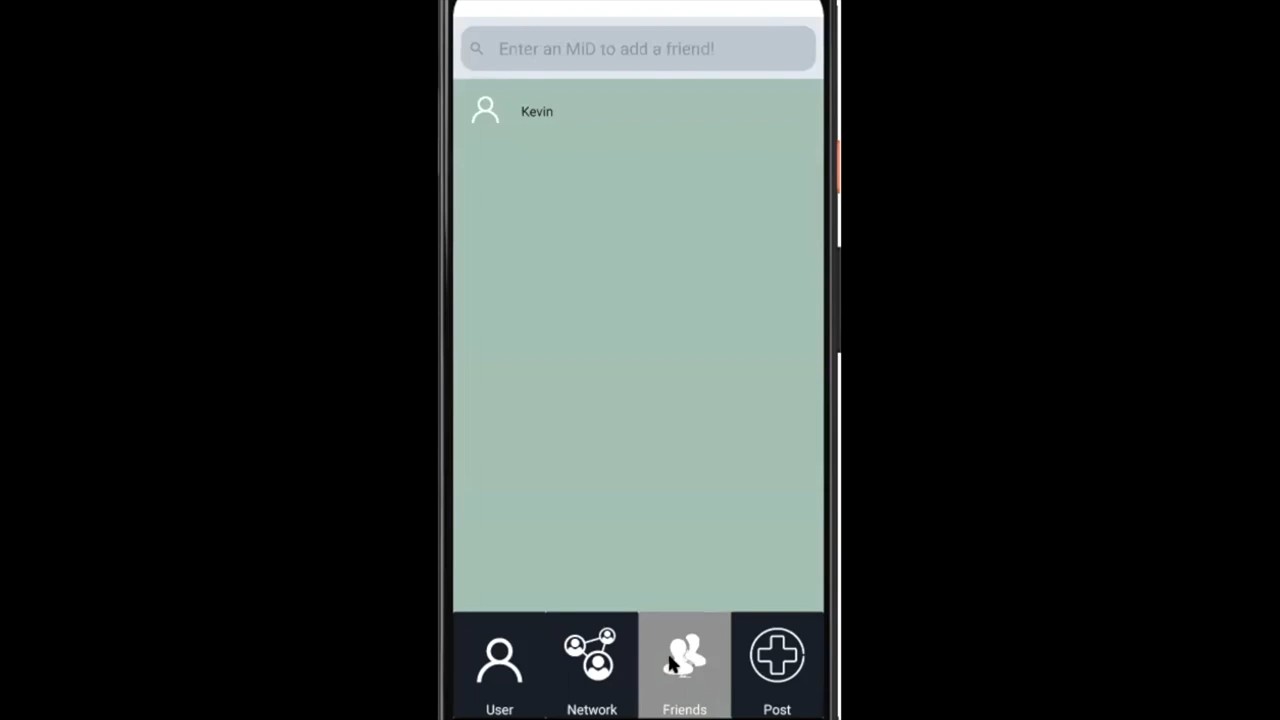 Enter an MiD to add a friend!
Kevin
User
Network
Friends
Post